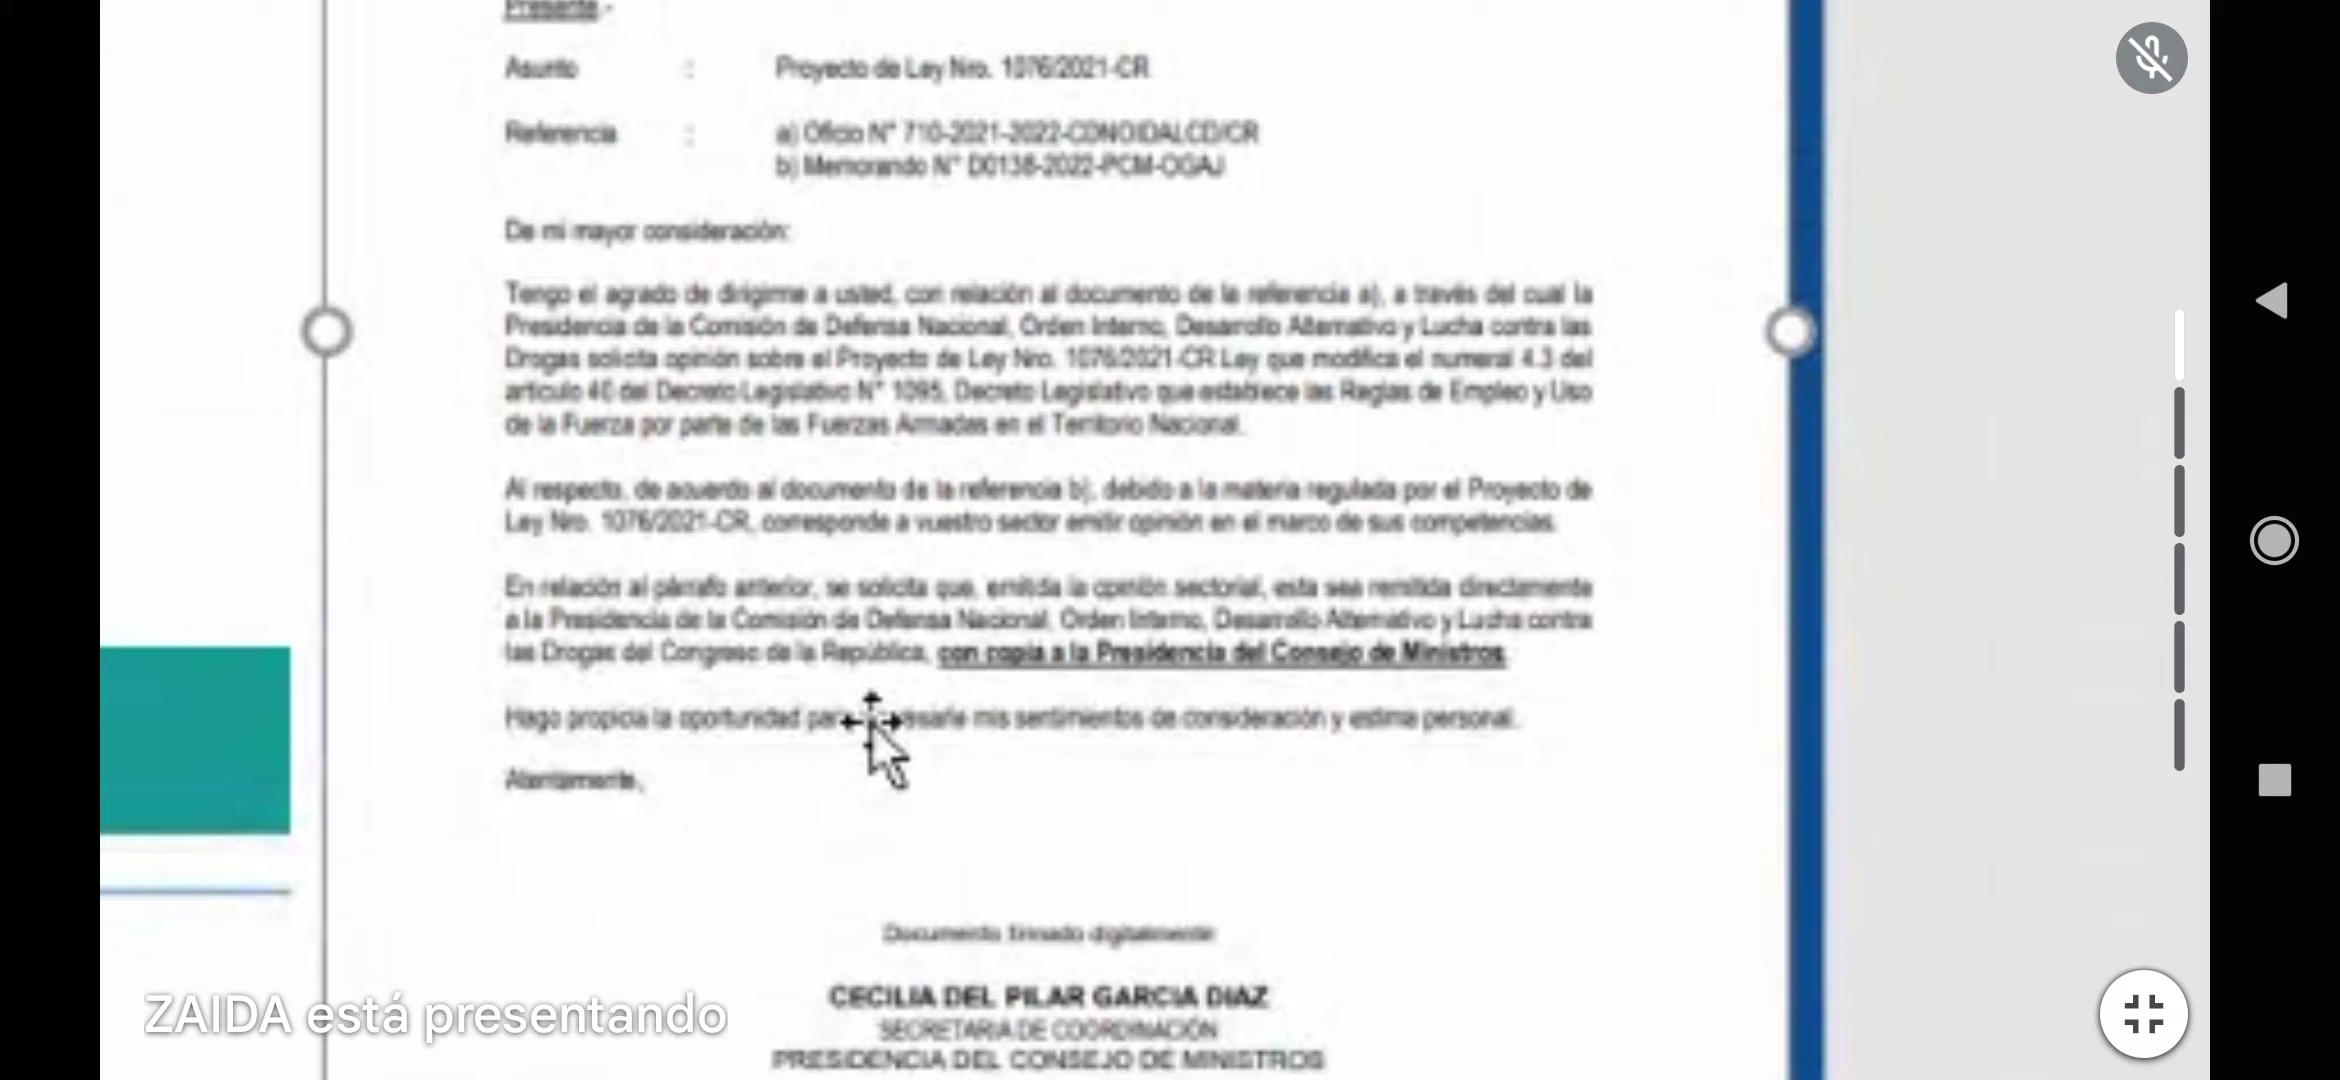 Presente.-
Asunto : Proyecto de Ley Nro. 1076/2021-CR
Referencia : a) Oficio N° 710-2021-2022-CDNOIDALCD/CR
b) Memorando N° D0138-2022-PCM-OGAJ
De mi mayor consideración:
Tengo el agrado de dirigirme a usted, con relación al documento de la referencia a), a través del cual la
Presidencia de la Comisión de Defensa Nacional, Orden Interno, Desarrollo Alternativo y Lucha contra las
Drogas solicita opinión sobre el Proyecto de Ley Nro. 1076/2021-CR Ley que modifica el numeral 4.3 del
artículo del Decreto Legislativo N° 1095, Decreto Legislativo que establece las Reglas de Empleo y Uso
de la Fuerza por parte de las Fuerzas Armadas en el Territorio Nacional.
Al respecto, de acuerdo al documento de la referencia b), debido a la materia regulada por el Proyecto de
Ley Nro. 1076/2021-CR, corresponde a vuestro sector emitir opinión en el marco de sus competencias.
En relación al párrafo anterior, se solicita que, emitida la opinión sectorial, esta sea remitida directamente
a la Presidencia de la Comisión de Defensa Nacional, Orden Interno, Desarrollo Alternativo y Lucha contra
las Drogas del Congreso de la República, con copia a la Presidencia del Consejo de Ministros
Hago propicia la oportunidad mis sentimientos de consideración y estima personal.
Atentamente,
Documento firmado digitalmente
CECILIA DEL PILAR GARCIA DIAZ
SECRETARIA DE COORDINACIÓN
PRESIDENCIA DEL CONSEJO DE MINISTROS
ZAIDA está presentando